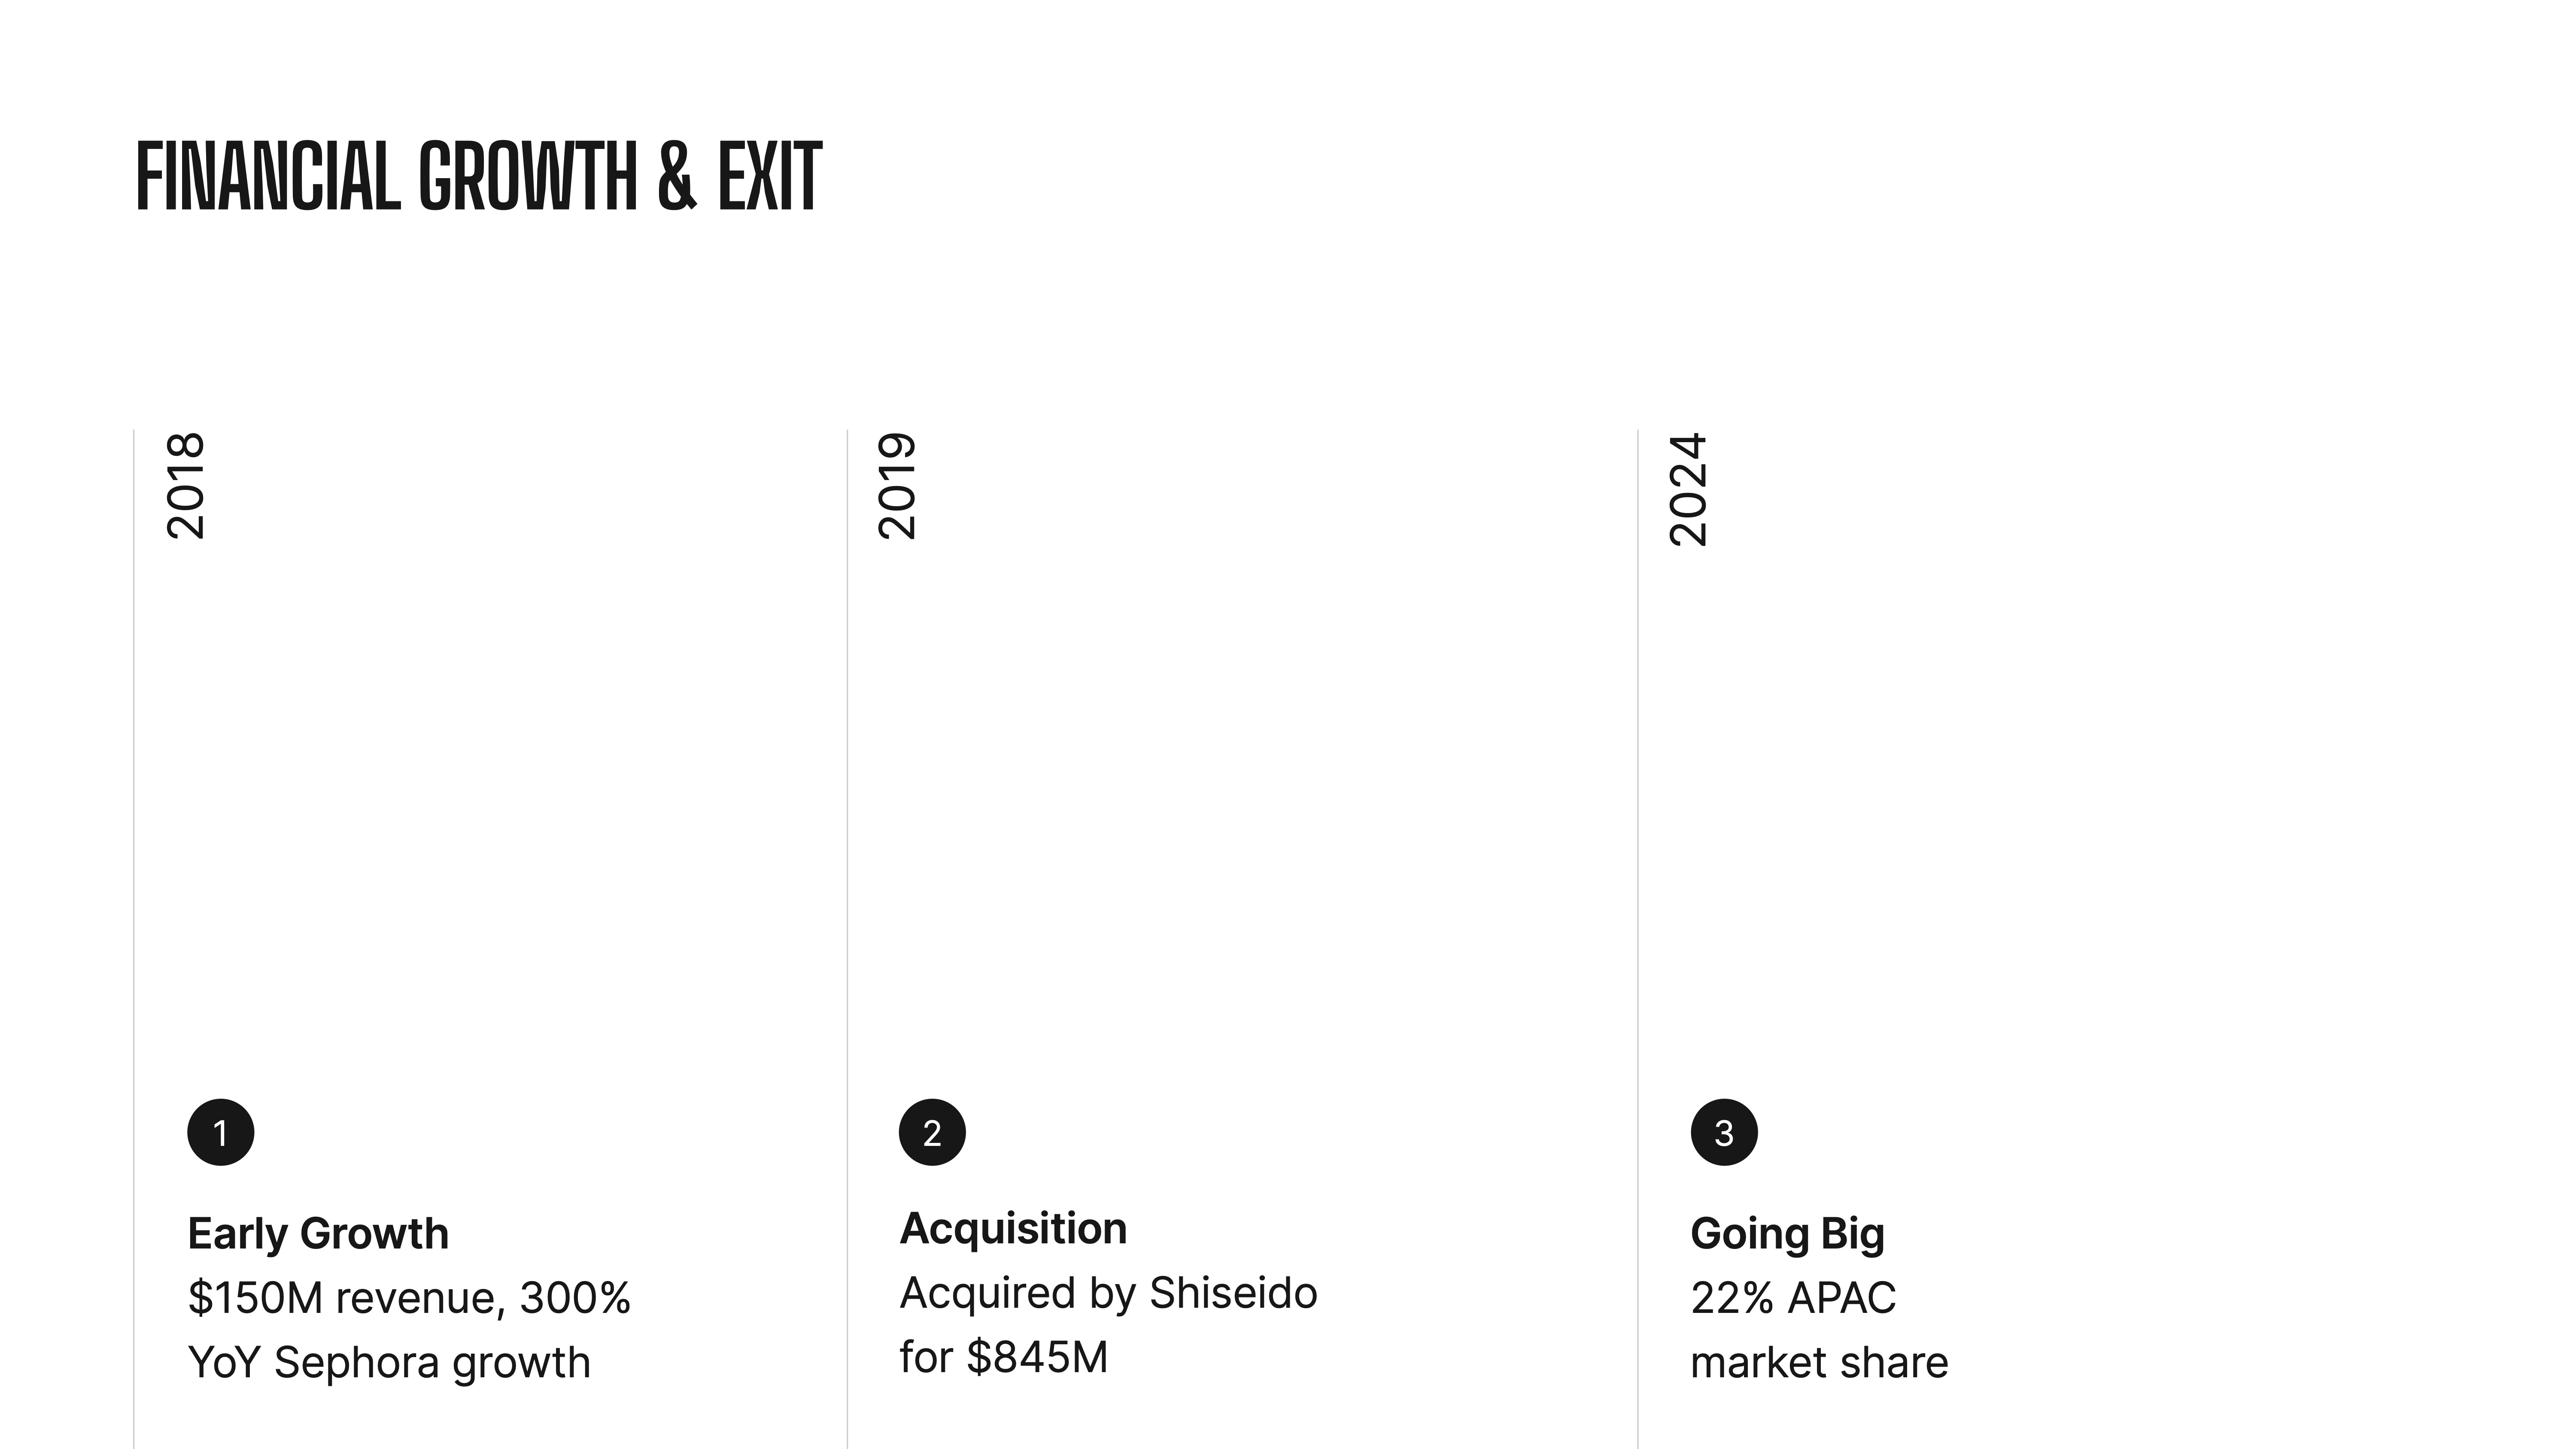 FINANCIAL GROWTH & EXIT
2018
1
Early Growth
$150M revenue, 300%
YoY Sephora growth
2019
2
Acquisition
Acquired by Shiseido
for $845M
2024
3
Going Big
22% APAC
market share